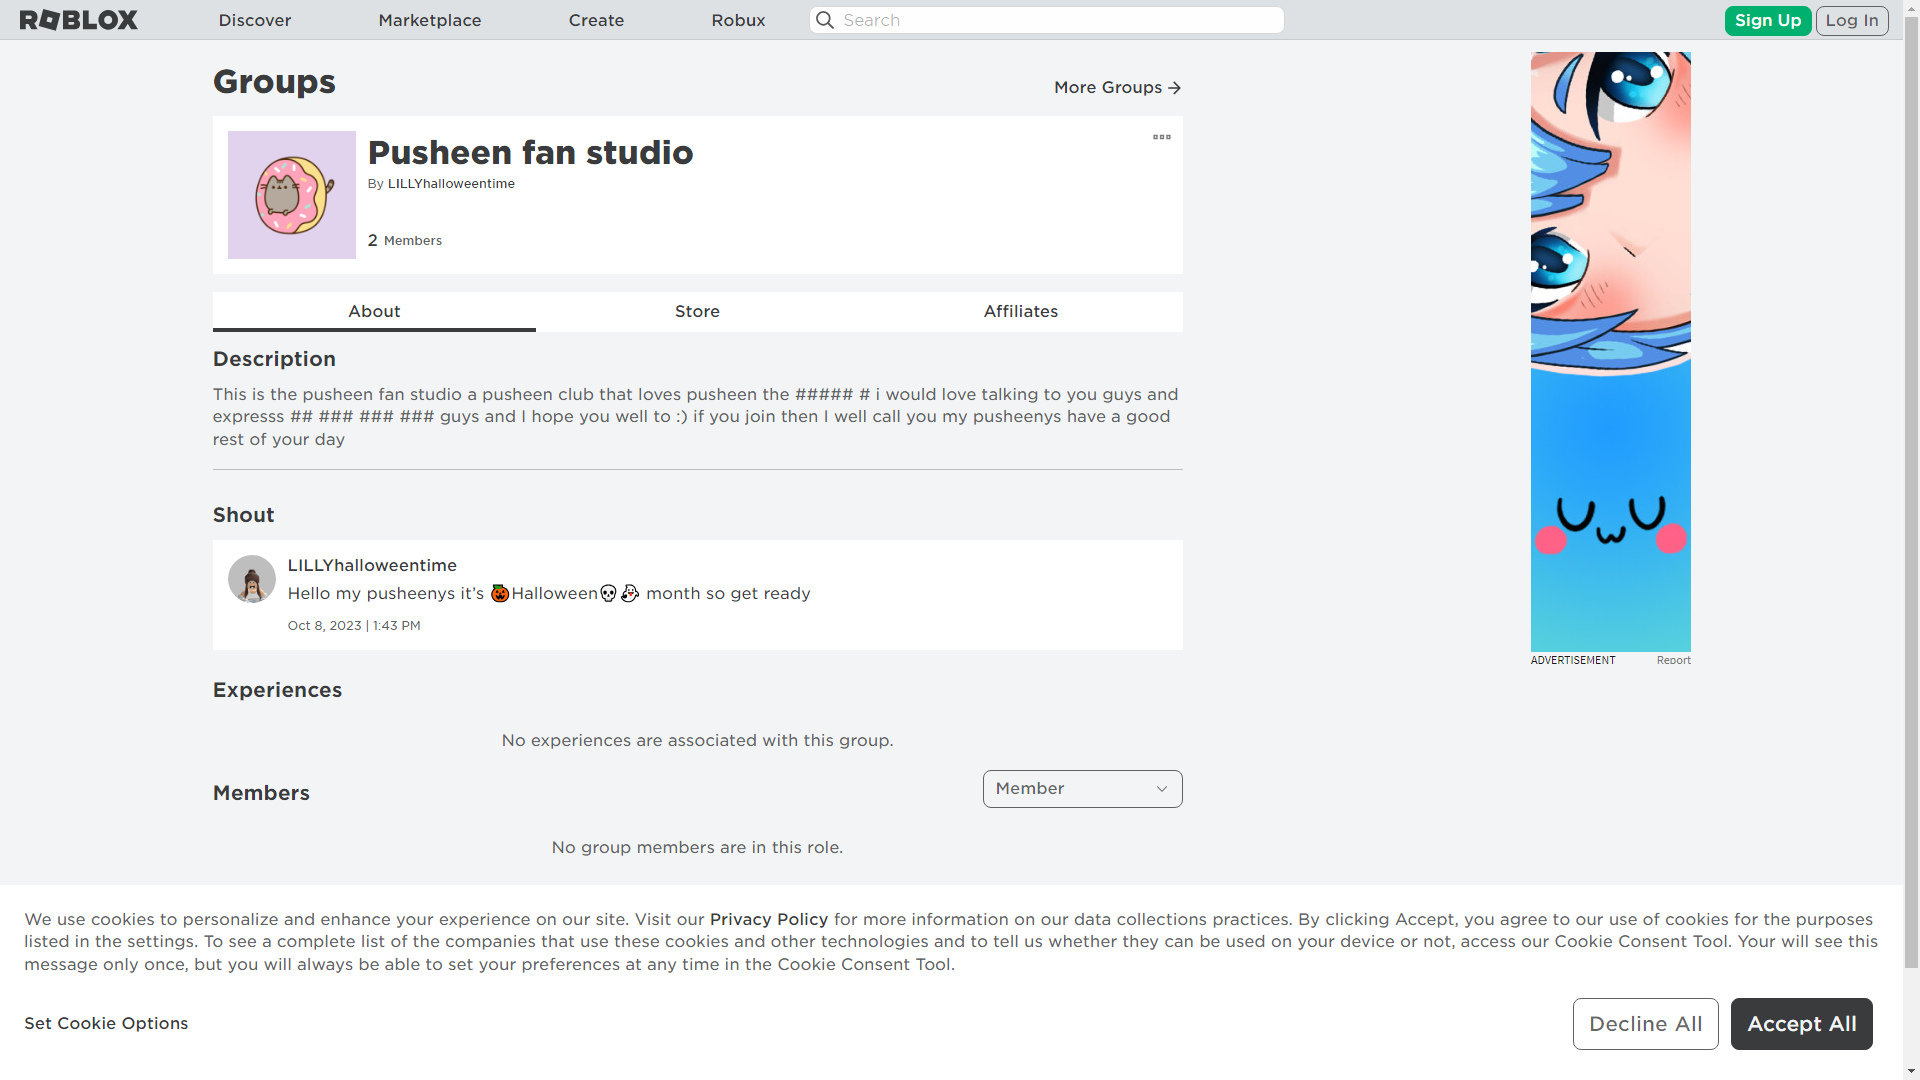 ROBLOX
Discover
Marketplace
Create
Robux
Search
Sign Up
Log In
Groups
More Groups
Pusheen fan studio
By LILLYhalloweentime
2 Members
About
Store
Affiliates
Description
This is the pusheen fan studio a pusheen club that loves pusheen the ##### # i would love talking to you guys and
expresss ## ### ### ### guys and I hope you well to :) if you join then I well call you my pusheenys have a good
rest of your day
Shout
LILLYhalloweentime
Hello my pusheenys it’s 🎃Halloween💀👻 month so get ready
Oct 8, 2023 | 1:43 PM
ADVERTISEMENT
Report
Experiences
No experiences are associated with this group.
Members
Member
No group members are in this role.
We use cookies to personalize and enhance your experience on our site. Visit our Privacy Policy for more information on our data collections practices. By clicking Accept, you agree to our use of cookies for the purposes
listed in the settings. To see a complete list of the companies that use these cookies and other technologies and to tell us whether they can be used on your device or not, access our Cookie Consent Tool. Your will see this
message only once, but you will always be able to set your preferences at any time in the Cookie Consent Tool.
Set Cookie Options
Decline All
Accept All